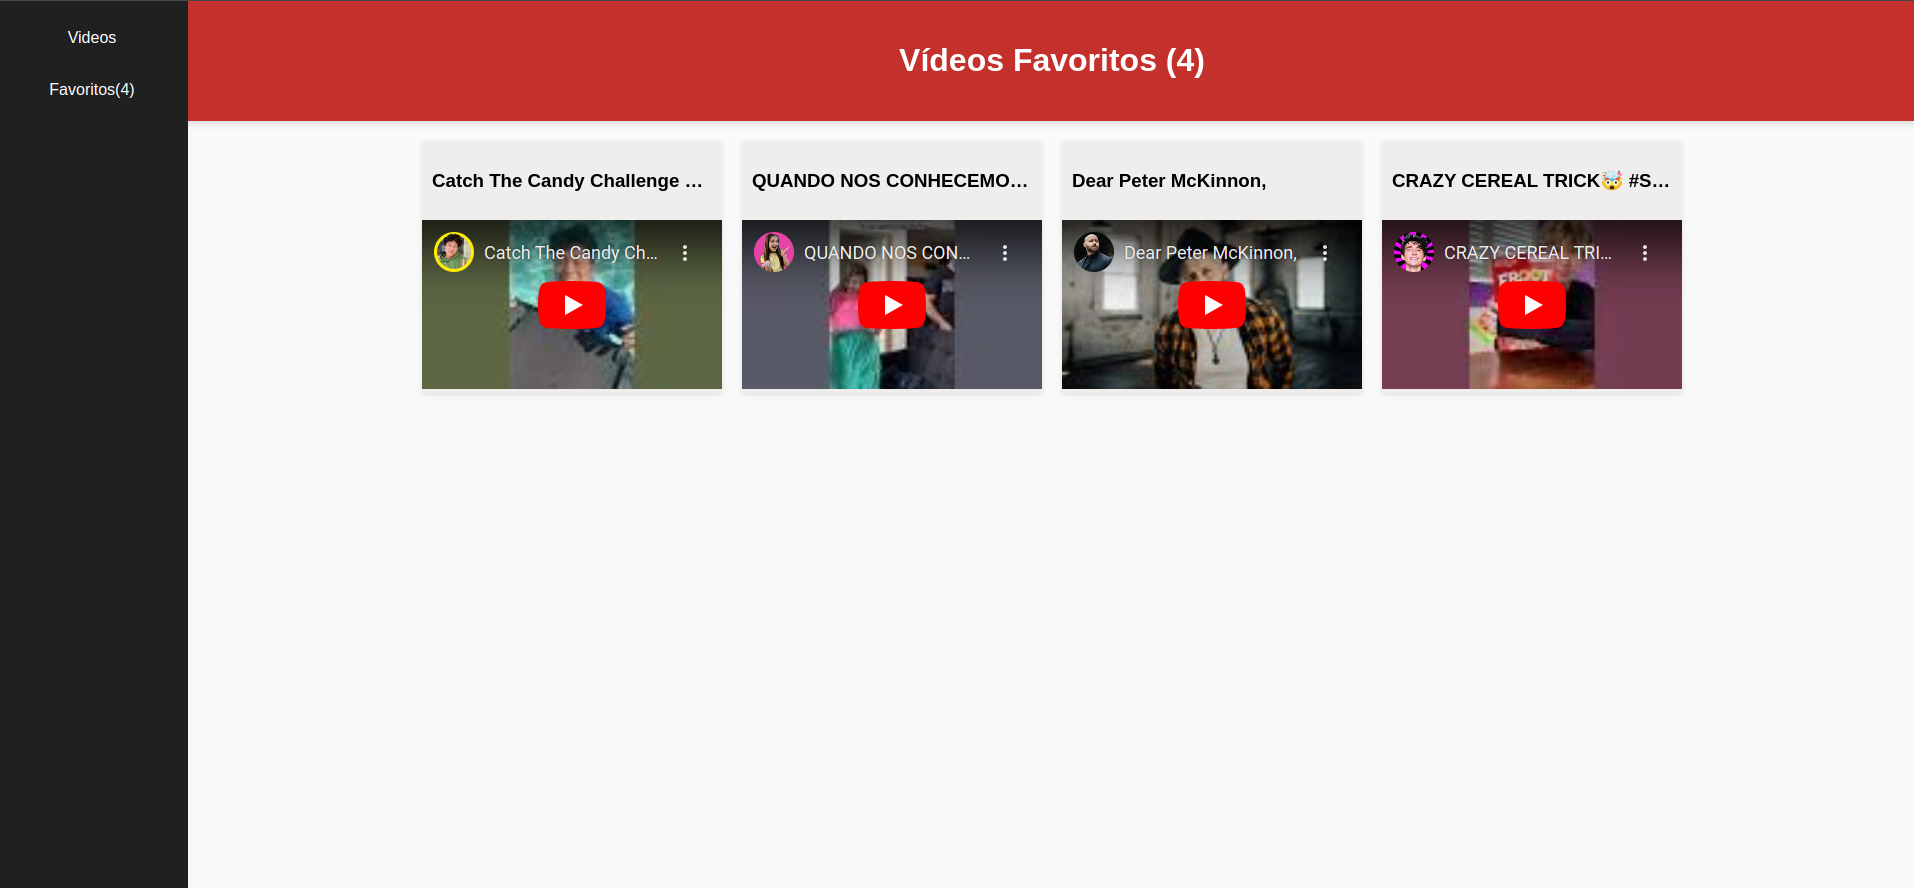 Videos
Favoritos(4)
Vídeos Favoritos (4)
Catch The Candy Challenge ...
QUANDO NOS CONHECEMO...
Dear Peter McKinnon,
CRAZY CEREAL TRICK🤯 #S...
Catch The Candy Ch...
QUANDO NOS CON...
Dear Peter McKinnon,
CRAZY CEREAL TRI...
FROOT